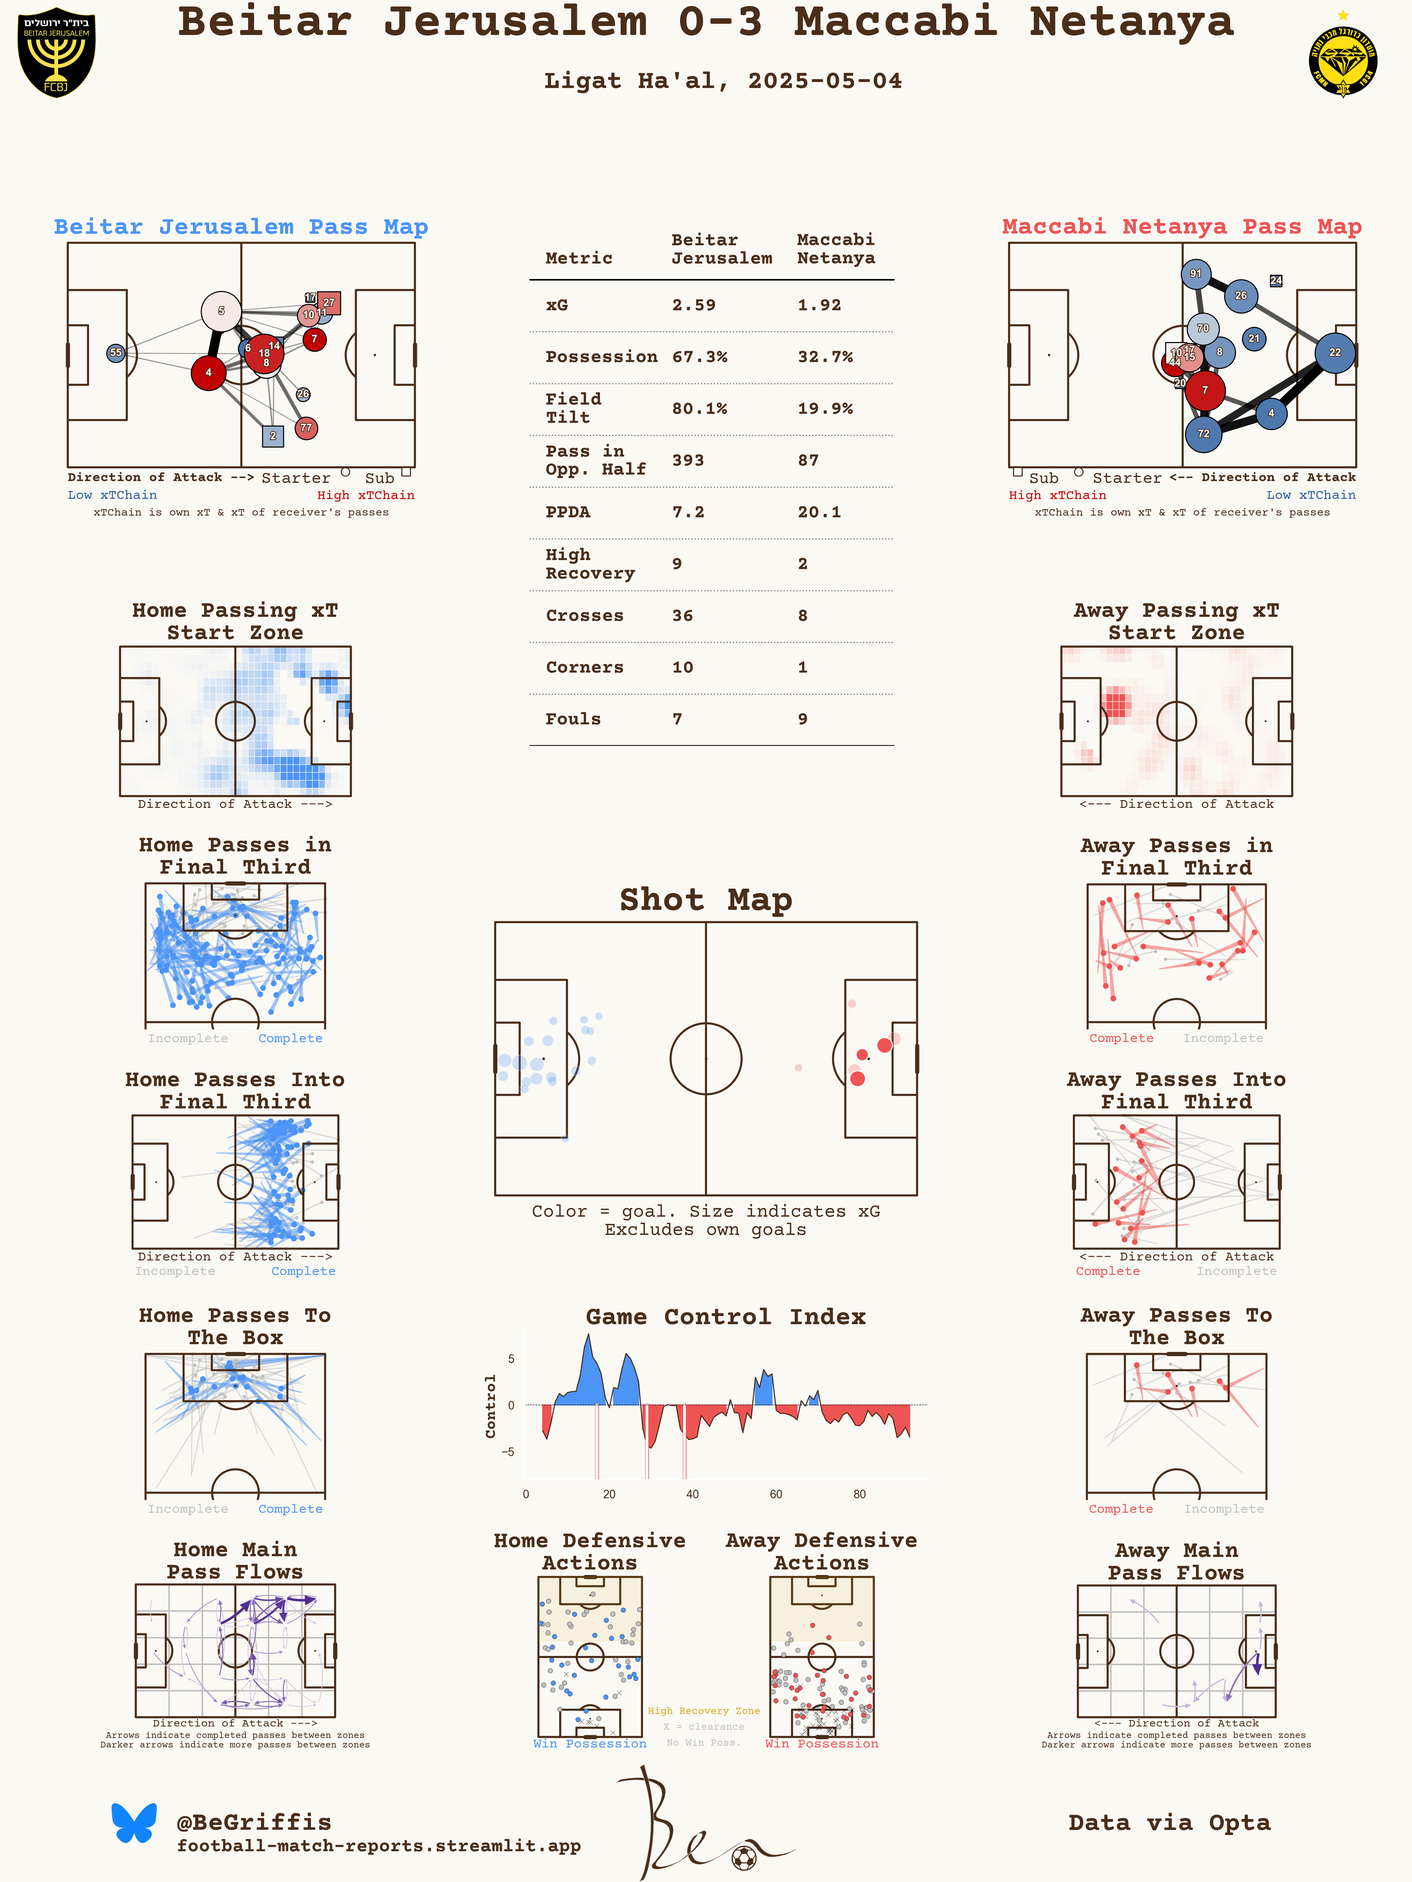 Beitar Jerusalem 0-3 Maccabi Netanya
Ligat Ha'al, 2025-05-04
בית"ר ירושלים
BEITAR JERUSALEM
FCBJ
מועדון כדורגל מכבי נתניה
FCMN
1934
Beitar Jerusalem Pass Map
55
5
4
6
14
18
8
17
27
10
11
7
26
77
2
Direction of Attack --> Starter Sub
Low xTChain High xTChain
xTChain is own xT & xT of receiver's passes
Metric Beitar Jerusalem Maccabi Netanya
xG 2.59 1.92
Possession 67.3% 32.7%
Field Tilt 80.1% 19.9%
Pass in Opp. Half 393 87
PPDA 7.2 20.1
High Recovery 9 2
Crosses 36 8
Corners 10 1
Fouls 7 9
Maccabi Netanya Pass Map
91
24
26
70
21
22
10
17
15
44
8
20
7
4
72
Sub Starter <-- Direction of Attack
High xTChain Low xTChain
xTChain is own xT & xT of receiver's passes
Home Passing xT
Start Zone
Direction of Attack --->
Away Passing xT
Start Zone
<--- Direction of Attack
Home Passes in
Final Third
Incomplete Complete
Away Passes in
Final Third
Complete Incomplete
Shot Map
Color = goal. Size indicates xG
Excludes own goals
Home Passes Into
Final Third
Direction of Attack --->
Incomplete Complete
Away Passes Into
Final Third
<--- Direction of Attack
Complete Incomplete
Home Passes To
The Box
Incomplete Complete
Game Control Index
Control
5
0
−5
0 20 40 60 80
Away Passes To
The Box
Complete Incomplete
Home Main
Pass Flows
Direction of Attack --->
Arrows indicate completed passes between zones
Darker arrows indicate more passes between zones
Home Defensive
Actions
Win Possession
High Recovery Zone
X = clearance
No Win Poss.
Away Defensive
Actions
Win Possession
Away Main
Pass Flows
<--- Direction of Attack
Arrows indicate completed passes between zones
Darker arrows indicate more passes between zones
@BeGriffis
football-match-reports.streamlit.app
Ben
Data via Opta